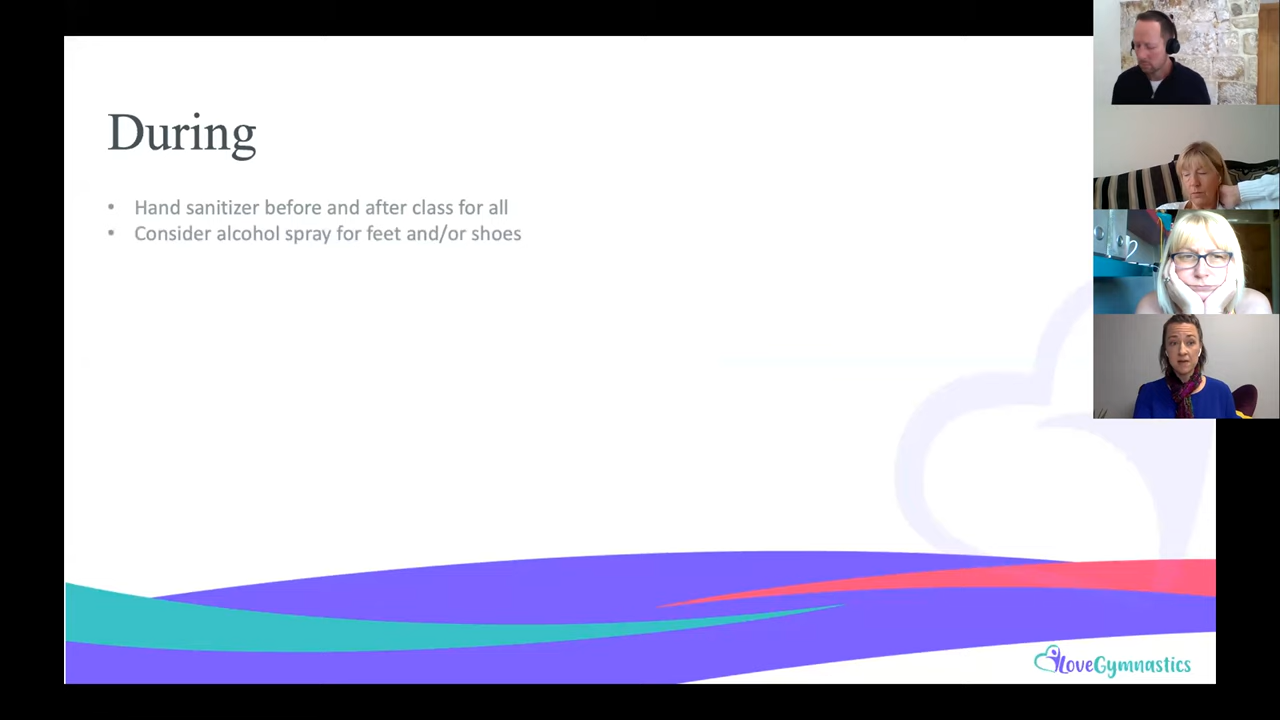 During
• Hand sanitizer before and after class for all
• Consider alcohol spray for feet and/or shoes
iLoveGymnastics